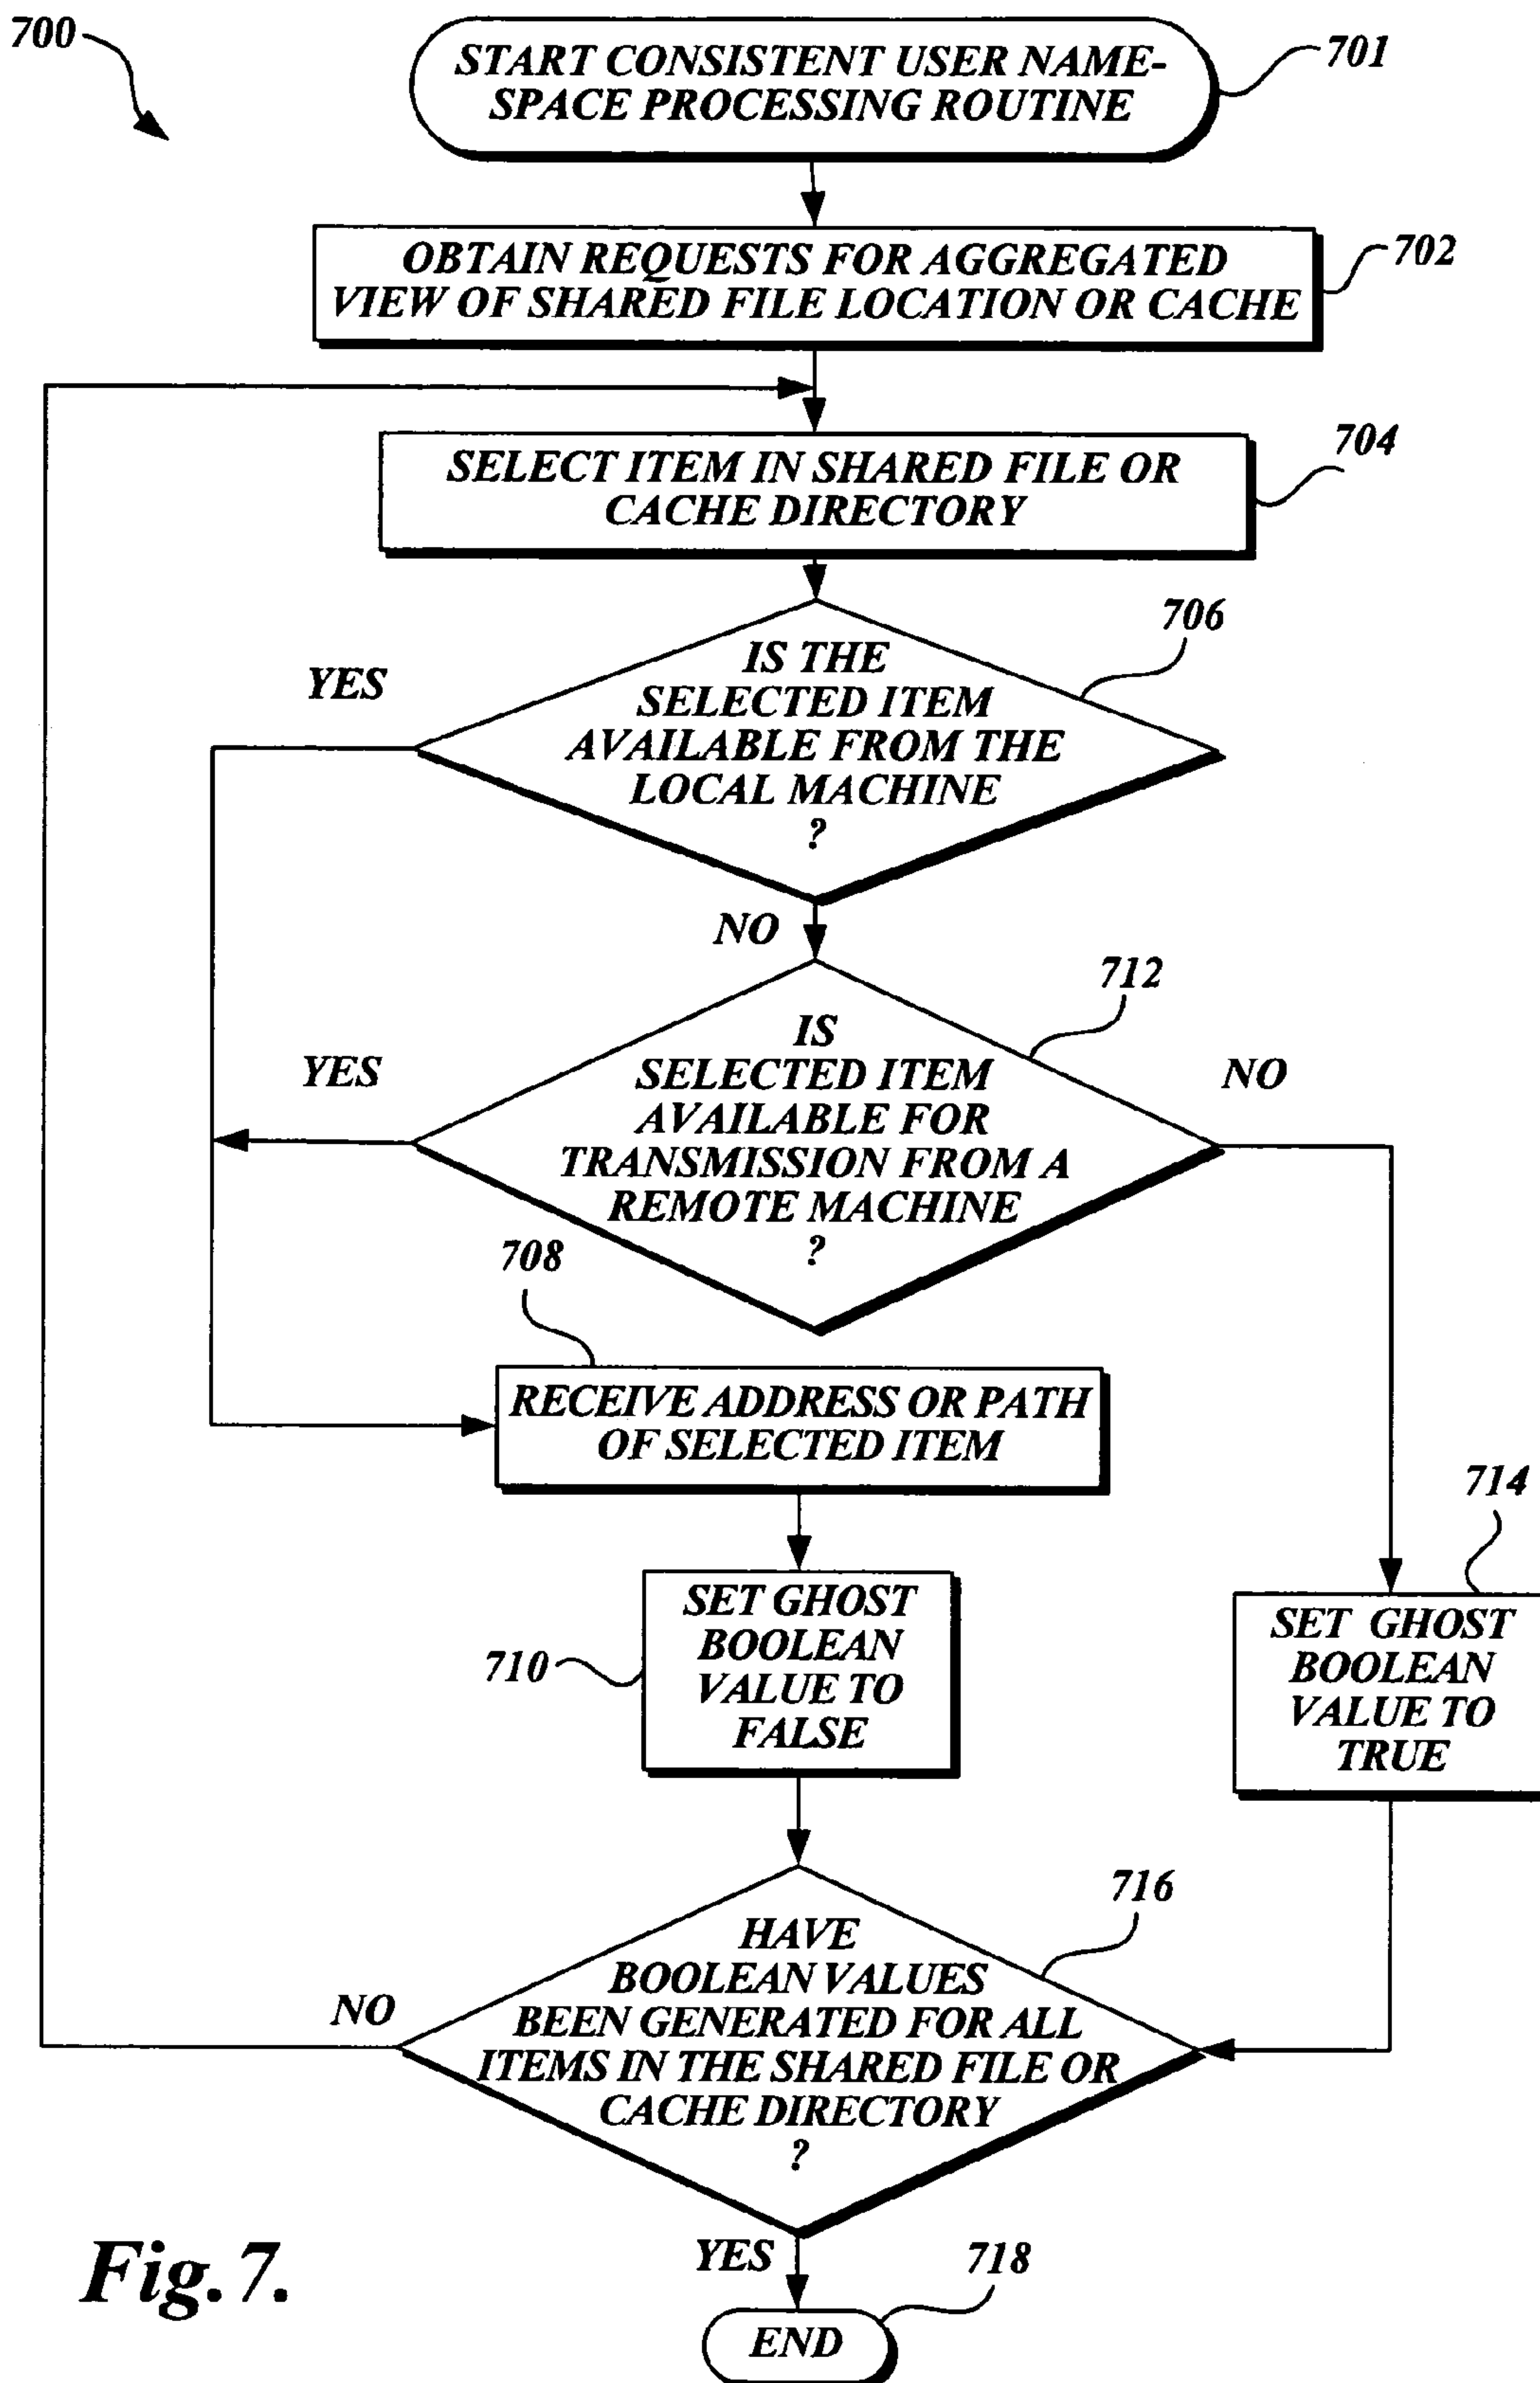 700
START CONSISTENT USER NAME-
SPACE PROCESSING ROUTINE
701
OBTAIN REQUESTS FOR AGGREGATED
VIEW OF SHARED FILE LOCATION OR CACHE
702
SELECT ITEM IN SHARED FILE OR
CACHE DIRECTORY
704
706
YES
IS THE
SELECTED ITEM
AVAILABLE FROM THE
LOCAL MACHINE
?
NO
712
YES
IS
SELECTED ITEM
AVAILABLE FOR
TRANSMISSION FROM A
REMOTE MACHINE
?
NO
708
RECEIVE ADDRESS OR PATH
OF SELECTED ITEM
714
710
SET GHOST
BOOLEAN
VALUE TO
FALSE
SET GHOST
BOOLEAN
VALUE TO
TRUE
716
HAVE
BOOLEAN VALUES
BEEN GENERATED FOR ALL
ITEMS IN THE SHARED FILE OR
CACHE DIRECTORY
?
NO
YES
718
END
Fig.7.